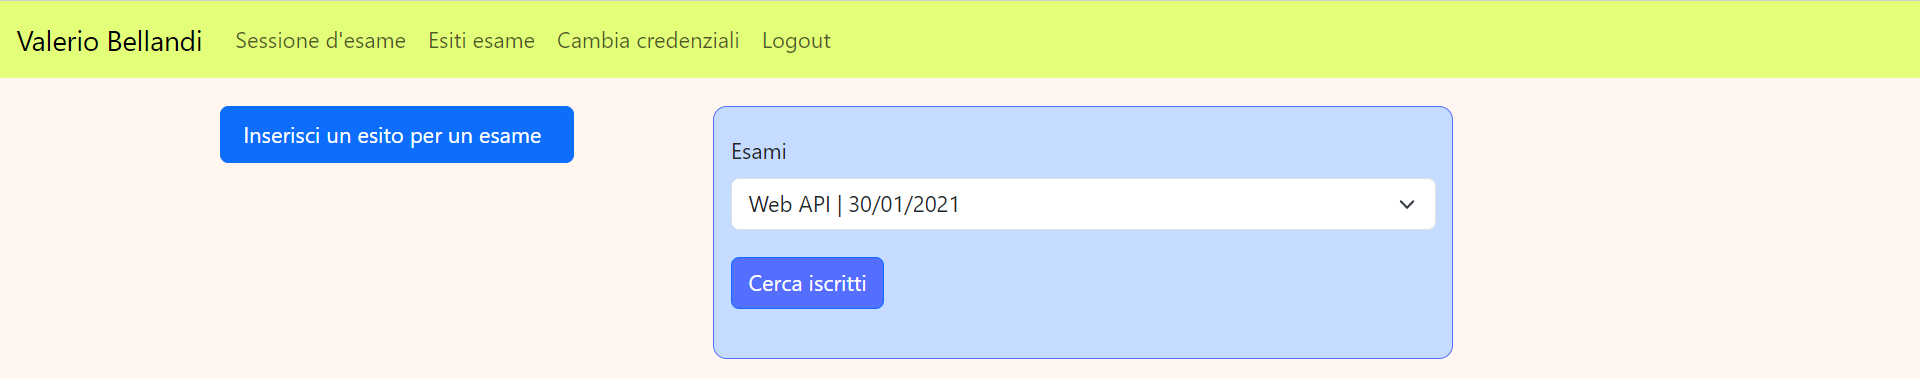 Valerio Bellandi Sessione d'esame Esiti esame Cambia credenziali Logout
Inserisci un esito per un esame
Esami
Web API | 30/01/2021
Cerca iscritti